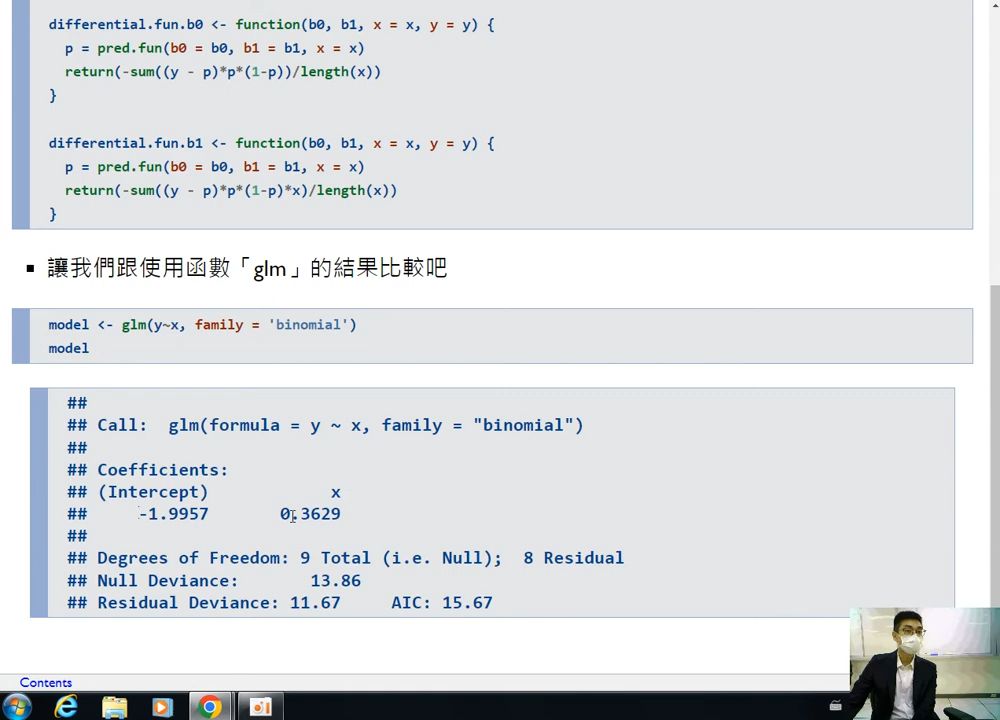 differential.fun.b0 <- function(b0, b1, x = x, y = y) {
  p = pred.fun(b0 = b0, b1 = b1, x = x)
  return(-sum((y - p)*p*(1-p))/length(x))
}
differential.fun.b1 <- function(b0, b1, x = x, y = y) {
  p = pred.fun(b0 = b0, b1 = b1, x = x)
  return(-sum((y - p)*p*(1-p)*x)/length(x))
}
▪ 讓我們跟使用函數「glm」的結果比較吧
model <- glm(y~x, family = 'binomial')
model
##
## Call:  glm(formula = y ~ x, family = "binomial")
##
## Coefficients:
## (Intercept)            x
##     -1.9957       0.3629
##
## Degrees of Freedom: 9 Total (i.e. Null);  8 Residual
## Null Deviance:       13.86
## Residual Deviance: 11.67     AIC: 15.67
Contents